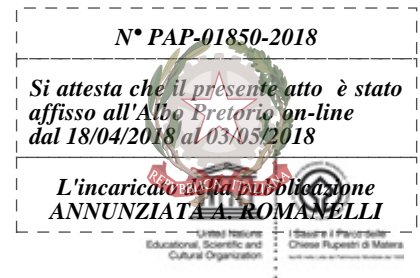 N° PAP-01850-2018
Si attesta che il presente atto è stato
affisso all'Albo Pretorio on-line
dal 18/04/2018 al 03/05/2018
L'incaricato della pubblicazione
ANNUNZIATA A. ROMANELLI
REPUBBLICA ITALIANA
United Nations
Educational, Scientific and
Cultural Organization
I Sassi e il Parco delle
Chiese Rupestri di Matera